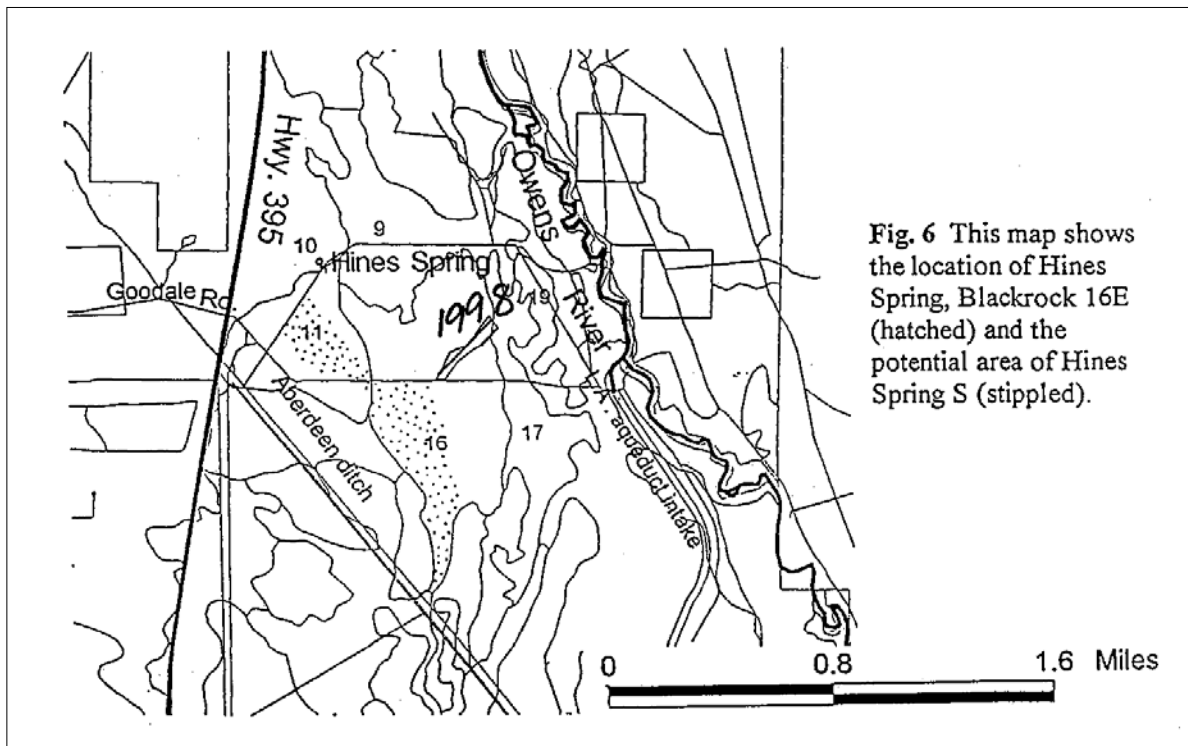 Hwy. 395
Owens River
9
10
Hines Spring
Goodale Rd
1998
19
11
Aberdeen ditch
16
17
L.A. aqueduct intake
Fig. 6 This map shows
the location of Hines
Spring, Blackrock 16E
(hatched) and the
potential area of Hines
Spring S (stippled).
0 0.8 1.6 Miles